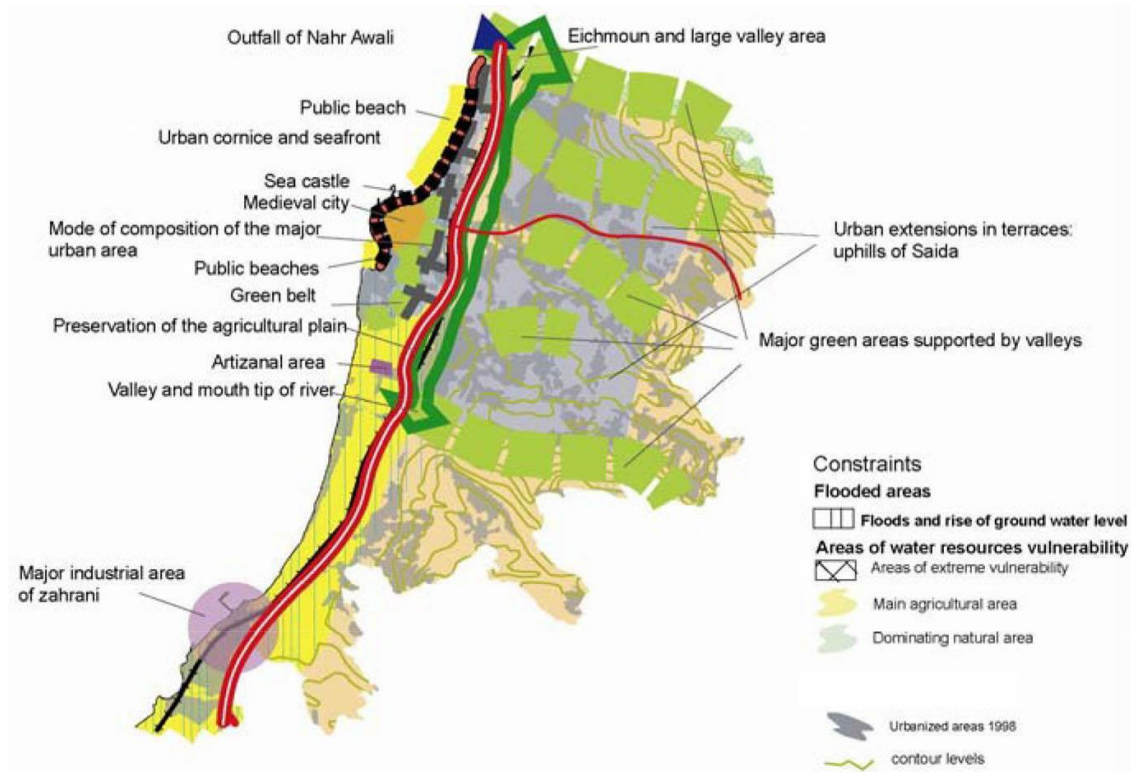 Outfall of Nahr Awali
Eichmoun and large valley area
Public beach
Urban cornice and seafront
Sea castle
Medieval city
Mode of composition of the major
urban area
Public beaches
Green belt
Preservation of the agricultural plain
Artizanal area
Valley and mouth tip of river
Urban extensions in terraces:
uphills of Saida
Major green areas supported by valleys
Major industrial area
of zahrani
Constraints
Flooded areas
Floods and rise of ground water level
Areas of water resources vulnerability
Areas of extreme vulnerability
Main agricultural area
Dominating natural area
Urbanized areas 1998
contour levels